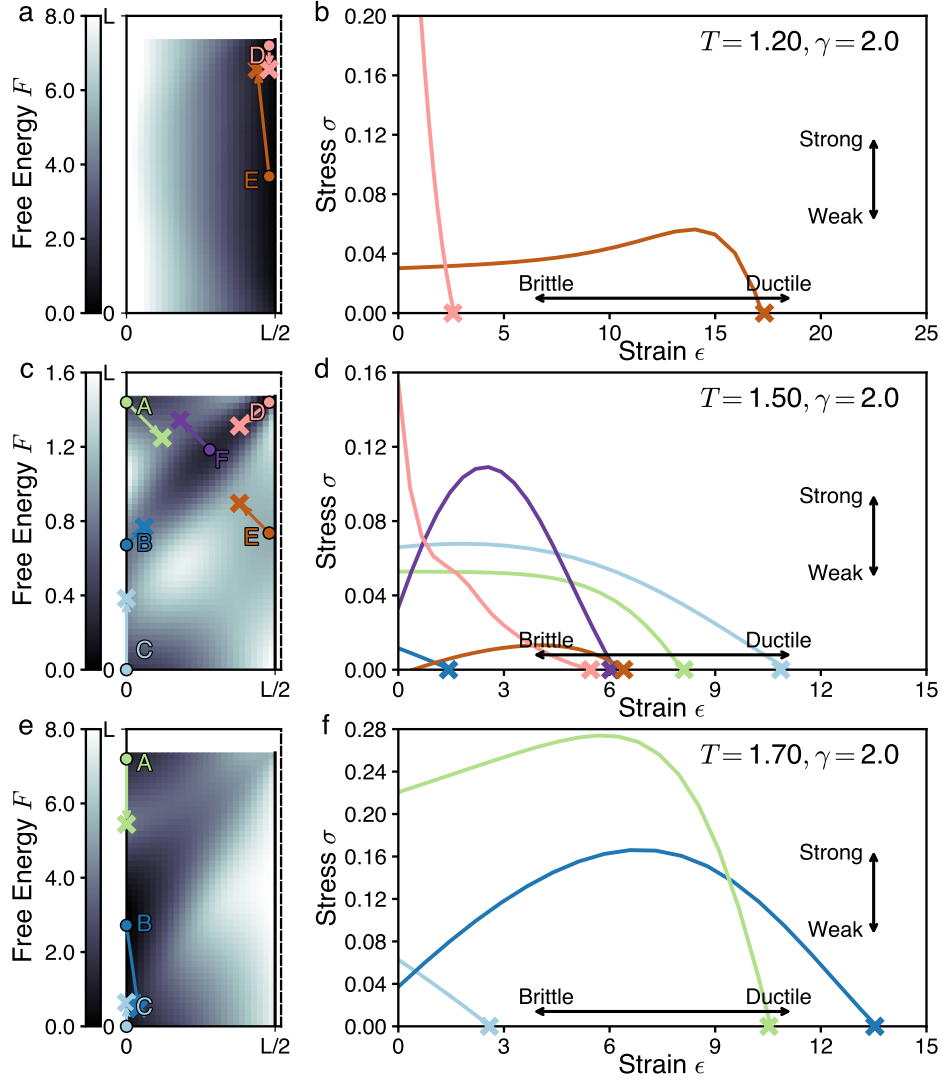 a
8.0
6.0
4.0
2.0
0.0
Free Energy F
L
0
0
L/2
D
E
b
0.20
0.16
0.12
0.08
0.04
0.00
Stress σ
T = 1.20, γ = 2.0
Strong
Weak
Brittle
Ductile
0
5
10
15
20
25
Strain ϵ
c
1.6
1.2
0.8
0.4
0.0
Free Energy F
L
0
0
L/2
A
D
F
B
E
C
d
0.16
0.12
0.08
0.04
0.00
Stress σ
T = 1.50, γ = 2.0
Strong
Weak
Brittle
Ductile
0
3
6
9
12
15
Strain ϵ
e
8.0
6.0
4.0
2.0
0.0
Free Energy F
L
0
0
L/2
A
B
C
f
0.28
0.24
0.20
0.16
0.12
0.08
0.04
0.00
Stress σ
T = 1.70, γ = 2.0
Strong
Weak
Brittle
Ductile
0
3
6
9
12
15
Strain ϵ